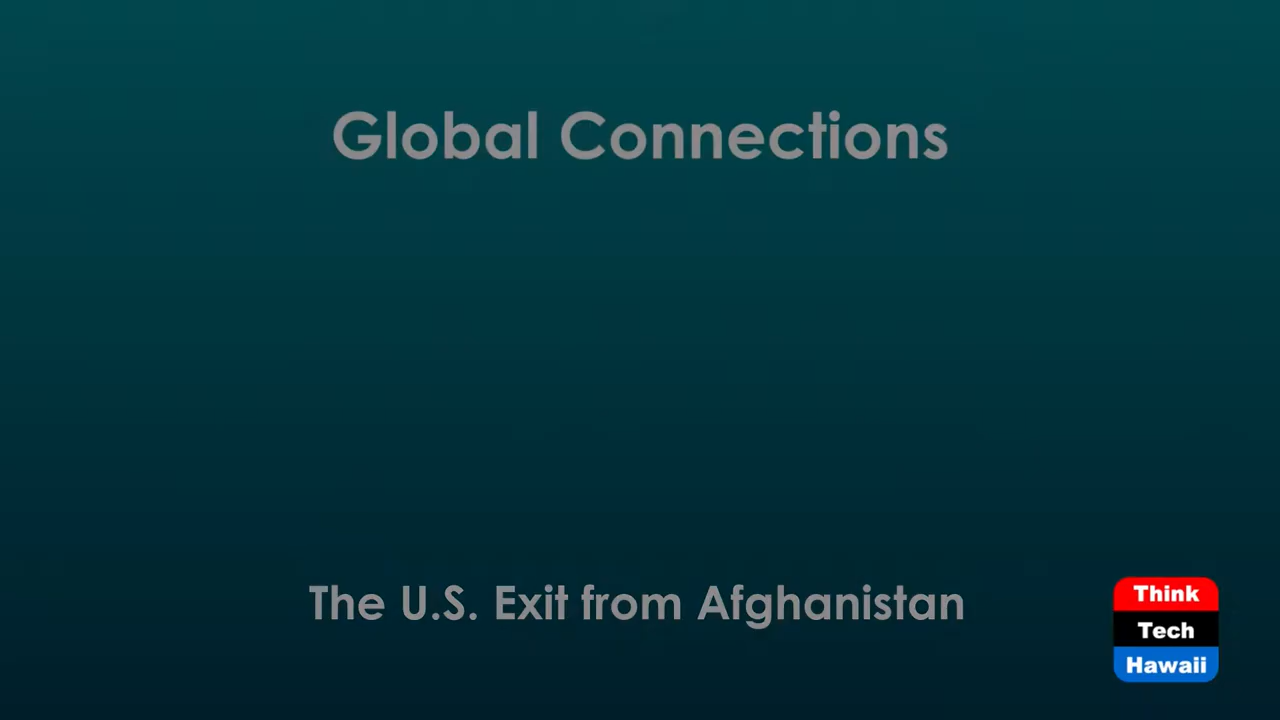 Global Connections
The U.S. Exit from Afghanistan
Think
Tech
Hawaii